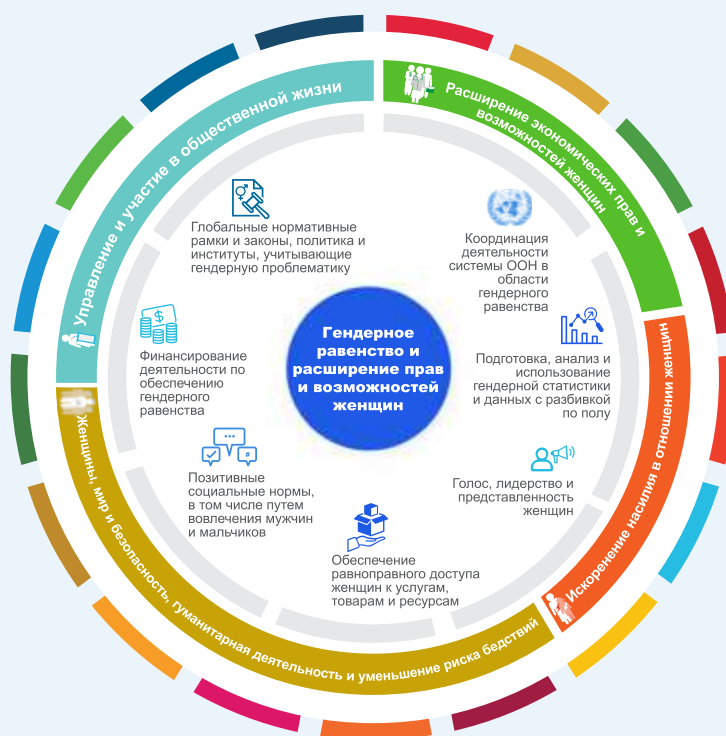 Управление и участие в общественной жизни
Расширение экономических прав и
возможностей женщин
Искоренение насилия в отношении женщин
Женщины, мир и безопасность, гуманитарная деятельность и уменьшение риска бедствий
Глобальные нормативные
рамки и законы, политика и
институты, учитывающие
гендерную проблематику
Координация
деятельности
системы ООН в
области
гендерного
равенства
Финансирование
деятельности по
обеспечению
гендерного
равенства
Гендерное
равенство и
расширение прав
и возможностей
женщин
Подготовка, анализ и
использование
гендерной статистики
и данных с разбивкой
по полу
Позитивные
социальные нормы,
в том числе путем
вовлечения мужчин
и мальчиков
Голос, лидерство и
представленность
женщин
Обеспечение
равноправного доступа
женщин к услугам,
товарам и ресурсам